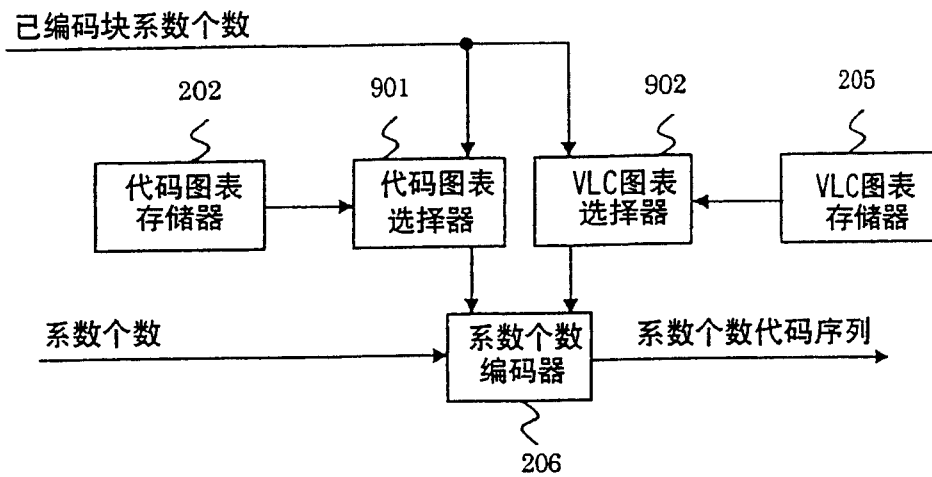 已编码块系数个数
202
901
902
205
代码图表
存储器
代码图表
选择器
VLC图表
选择器
VLC图表
存储器
系数个数
系数个数
编码器
系数个数代码序列
206